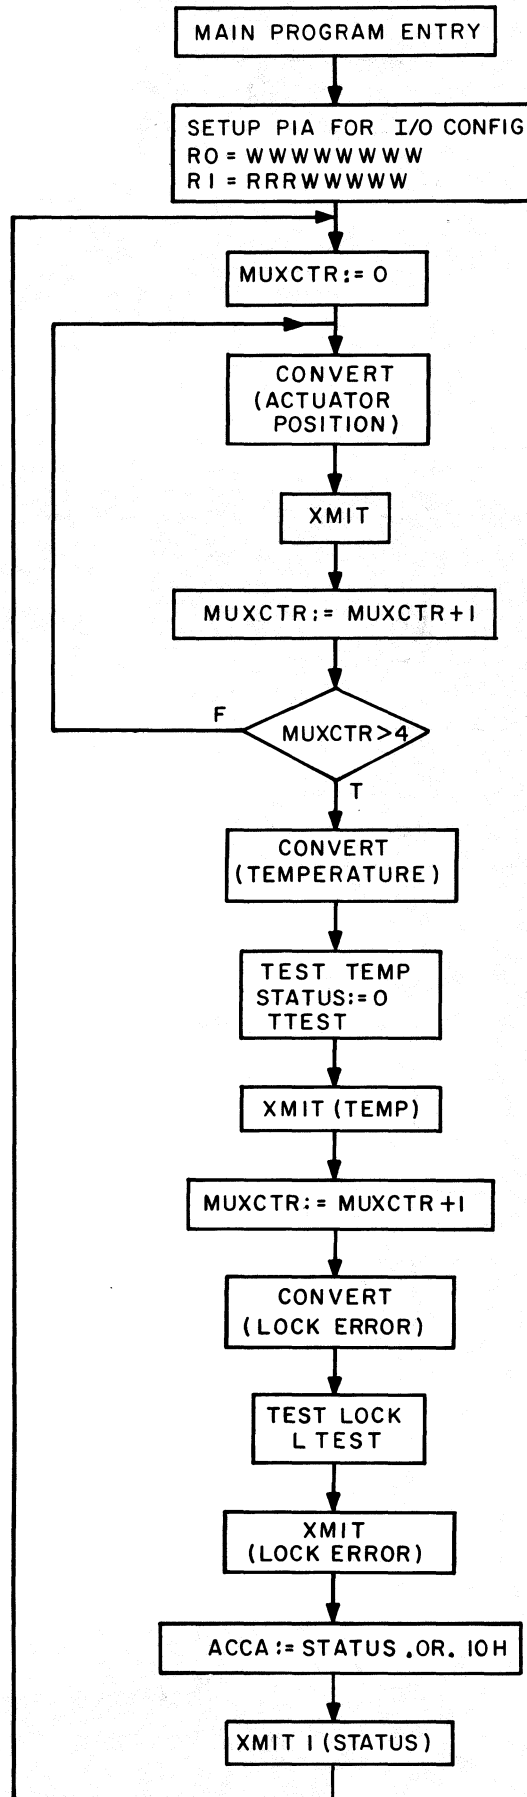 MAIN PROGRAM ENTRY
SETUP PIA FOR I/O CONFIG
R0 = WWWWWWWW
R1 = RRRWWWWW
MUXCTR:= 0
CONVERT
(ACTUATOR
POSITION)
XMIT
MUXCTR:= MUXCTR+1
F
MUXCTR>4
T
CONVERT
(TEMPERATURE)
TEST TEMP
STATUS:= 0
TTEST
XMIT (TEMP)
MUXCTR:= MUXCTR+1
CONVERT
(LOCK ERROR)
TEST LOCK
L TEST
XMIT
(LOCK ERROR)
ACCA:= STATUS .OR. 10H
XMIT 1 (STATUS)